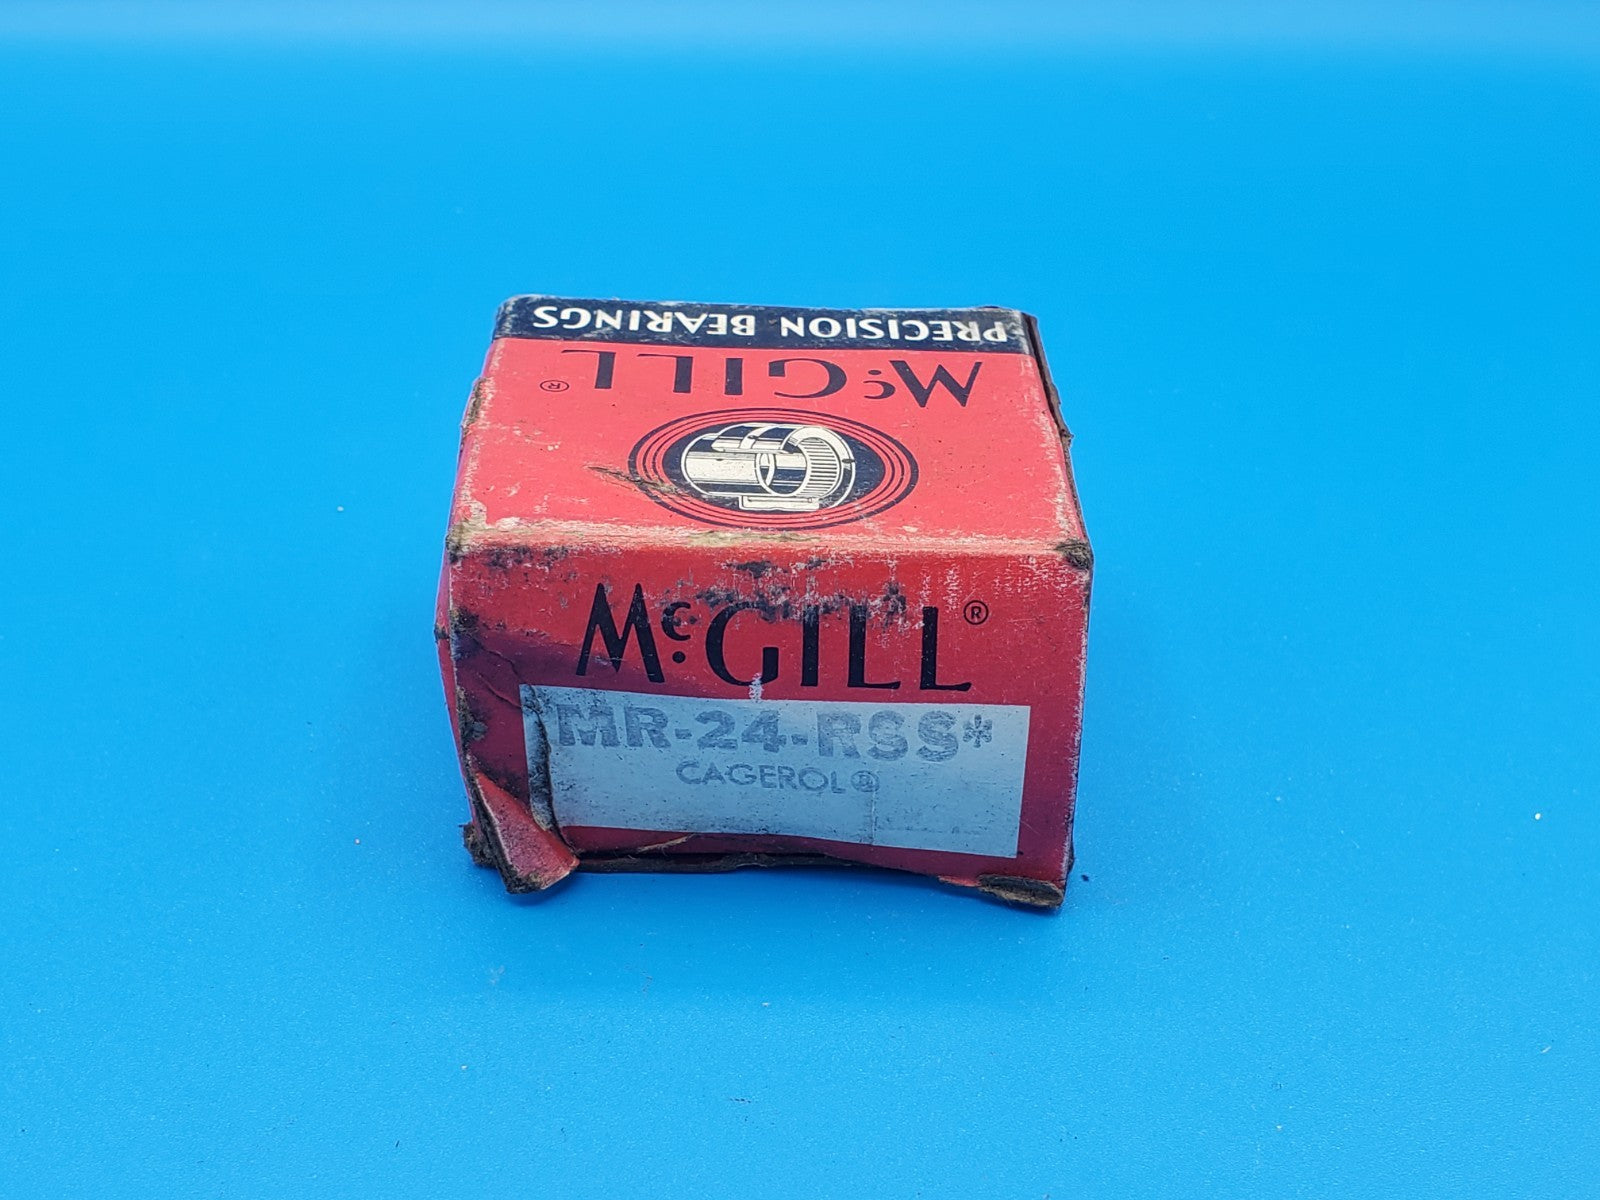 PRECISION BEARINGS
McGILL®
McGILL®
MR-24-RSS*
CAGEROL®